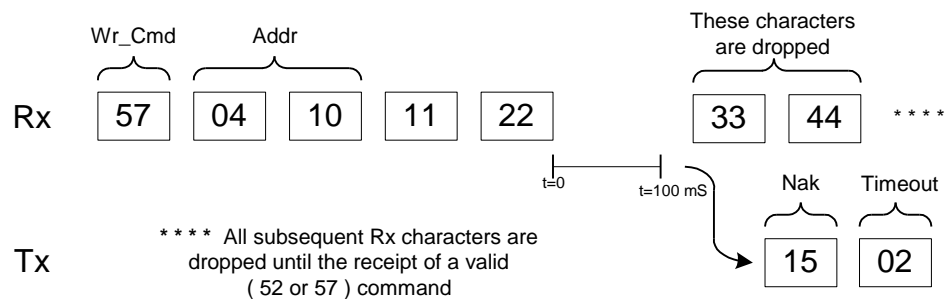 These characters
are dropped
Wr_Cmd Addr
Rx 57 04 10 11 22 33 44 * * * *
t=0 t=100 mS
Nak Timeout
Tx 15 02
* * * * All subsequent Rx characters are
dropped until the receipt of a valid
( 52 or 57 ) command